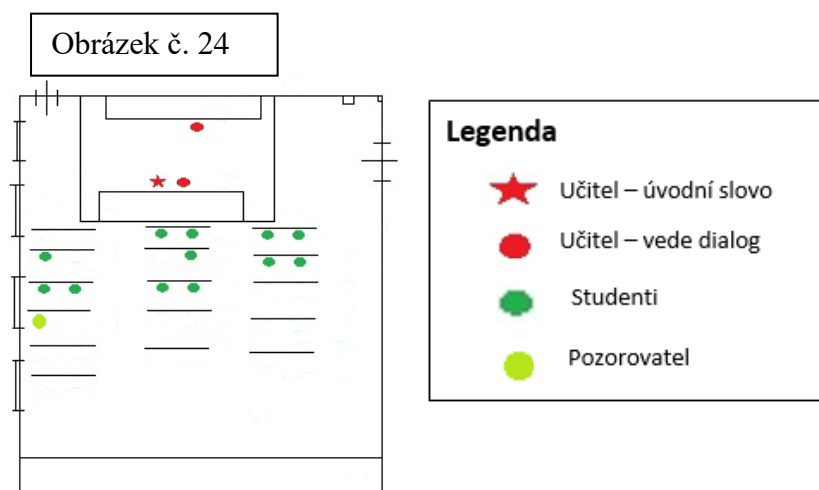 Obrázek č. 24
Legenda
Učitel – úvodní slovo
Učitel – vede dialog
Studenti
Pozorovatel